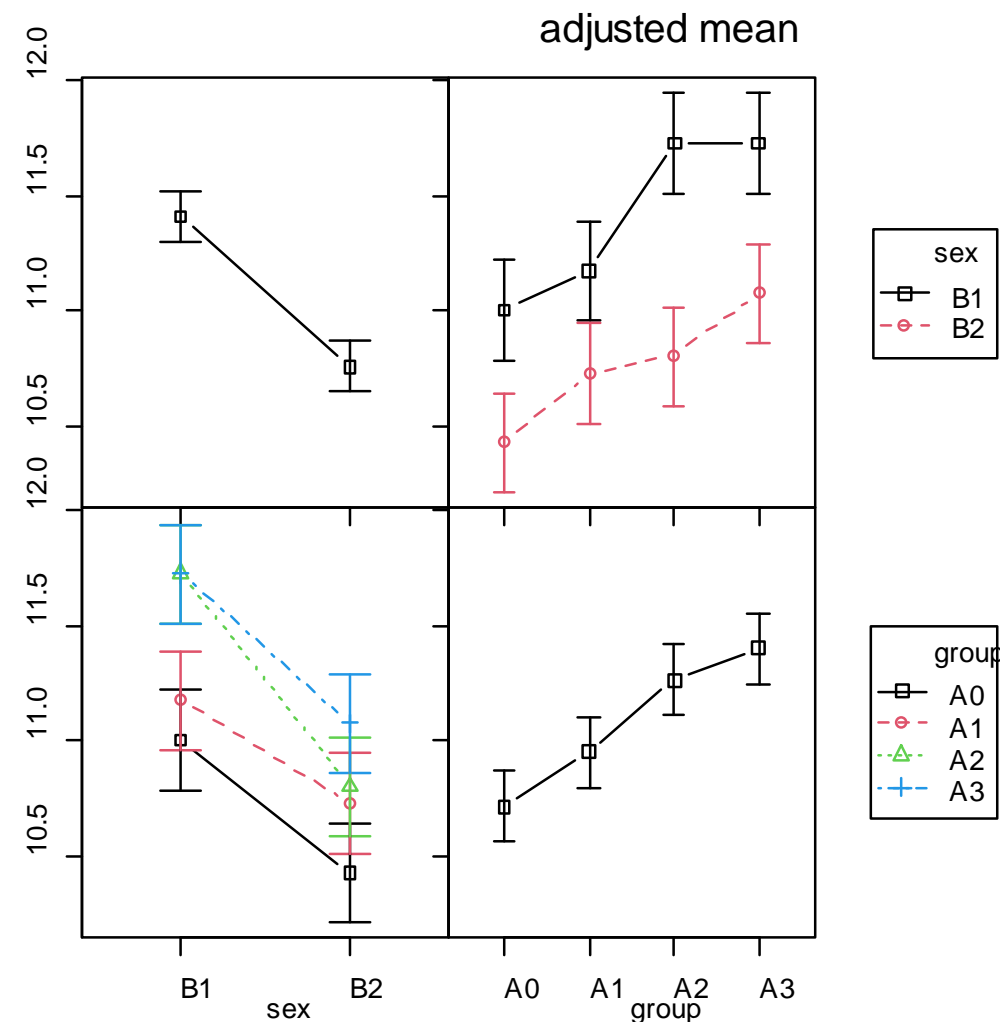 adjusted mean
12.0
11.5
11.0
10.5
sex
B1
B2
12.0
11.5
11.0
10.5
group
A0
A1
A2
A3
B1 B2 A0 A1 A2 A3
sex group